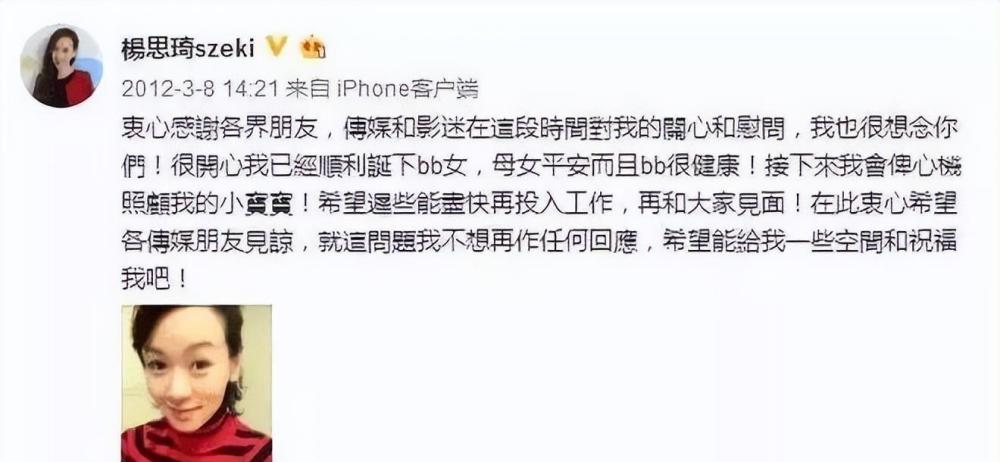 楊思琦szeki
2012-3-8 14:21 来自 iPhone客户端
衷心感謝各界朋友，傳媒和影迷在這段時間對我的關心和慰問，我也很想念你
們！很開心我已經順利誕下bb女，母女平安而且bb很健康！接下來我會俾心機
照顧我的小寶寶！希望遲些能盡快再投入工作，再和大家見面！在此衷心希望
各傳媒朋友見諒，就這問題我不想再作任何回應，希望能給我一些空間和祝福
我吧！